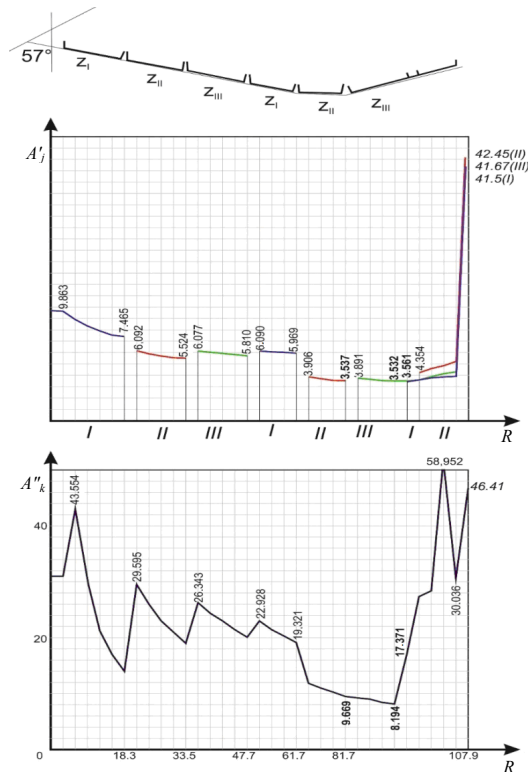 57°
Z_I Z_II Z_III Z_I Z_II Z_III
A'_j
42.45(II)
41.67(III)
41.5(I)
9.863 7.465 6.092 5.524 6.077 5.810 6.090 5.969 3.906 3.537 3.891 3.532 3.561 4.354
I II III I II III I II R
A''_k
58,952
46.41
40
43.554 29.595 26.343 22.928 19.321 9.669 8.194 17.371 30.036
20
0 18.3 33.5 47.7 61.7 81.7 107.9
R